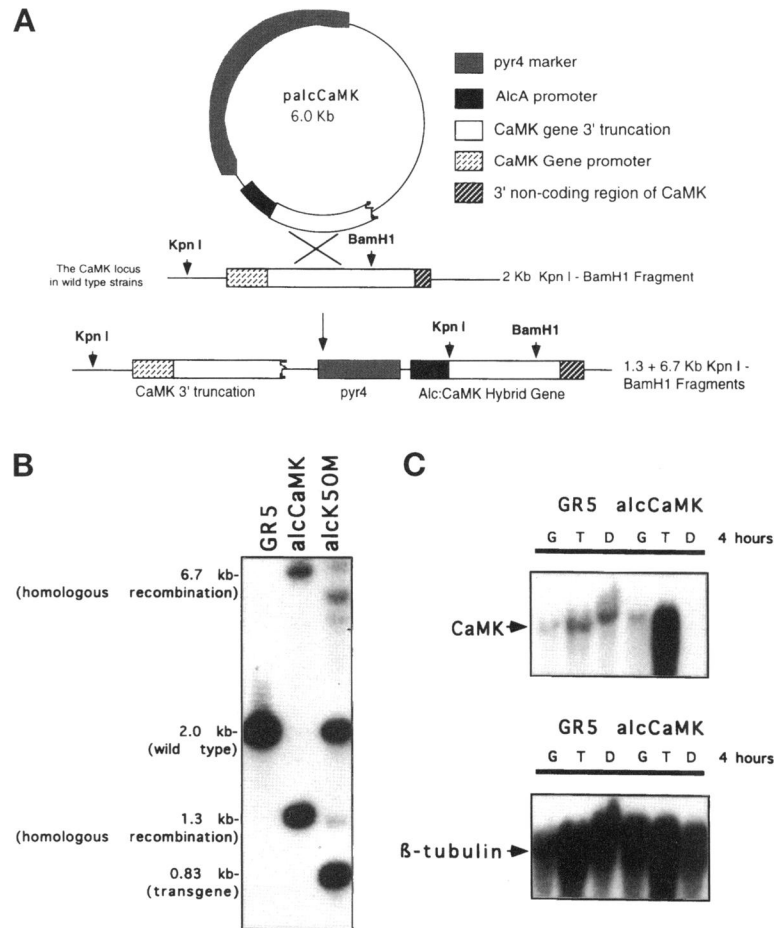 A
palcCaMK
6.0 Kb
pyr4 marker
AlcA promoter
CaMK gene 3' truncation
CaMK Gene promoter
3' non-coding region of CaMK
Kpn I
BamH1
The CaMK locus
in wild type strains
2 Kb Kpn I - BamH1 Fragment
Kpn I
Kpn I
BamH1
1.3 + 6.7 Kb Kpn I -
BamH1 Fragments
CaMK 3' truncation
pyr4
Alc:CaMK Hybrid Gene
B
GR5
alcCaMK
alcK50M
6.7 kb-
(homologous recombination)
2.0 kb-
(wild type)
1.3 kb-
(homologous recombination)
0.83 kb-
(transgene)
C
GR5 alcCaMK
G T D G T D 4 hours
CaMK
GR5 alcCaMK
G T D G T D 4 hours
ß-tubulin